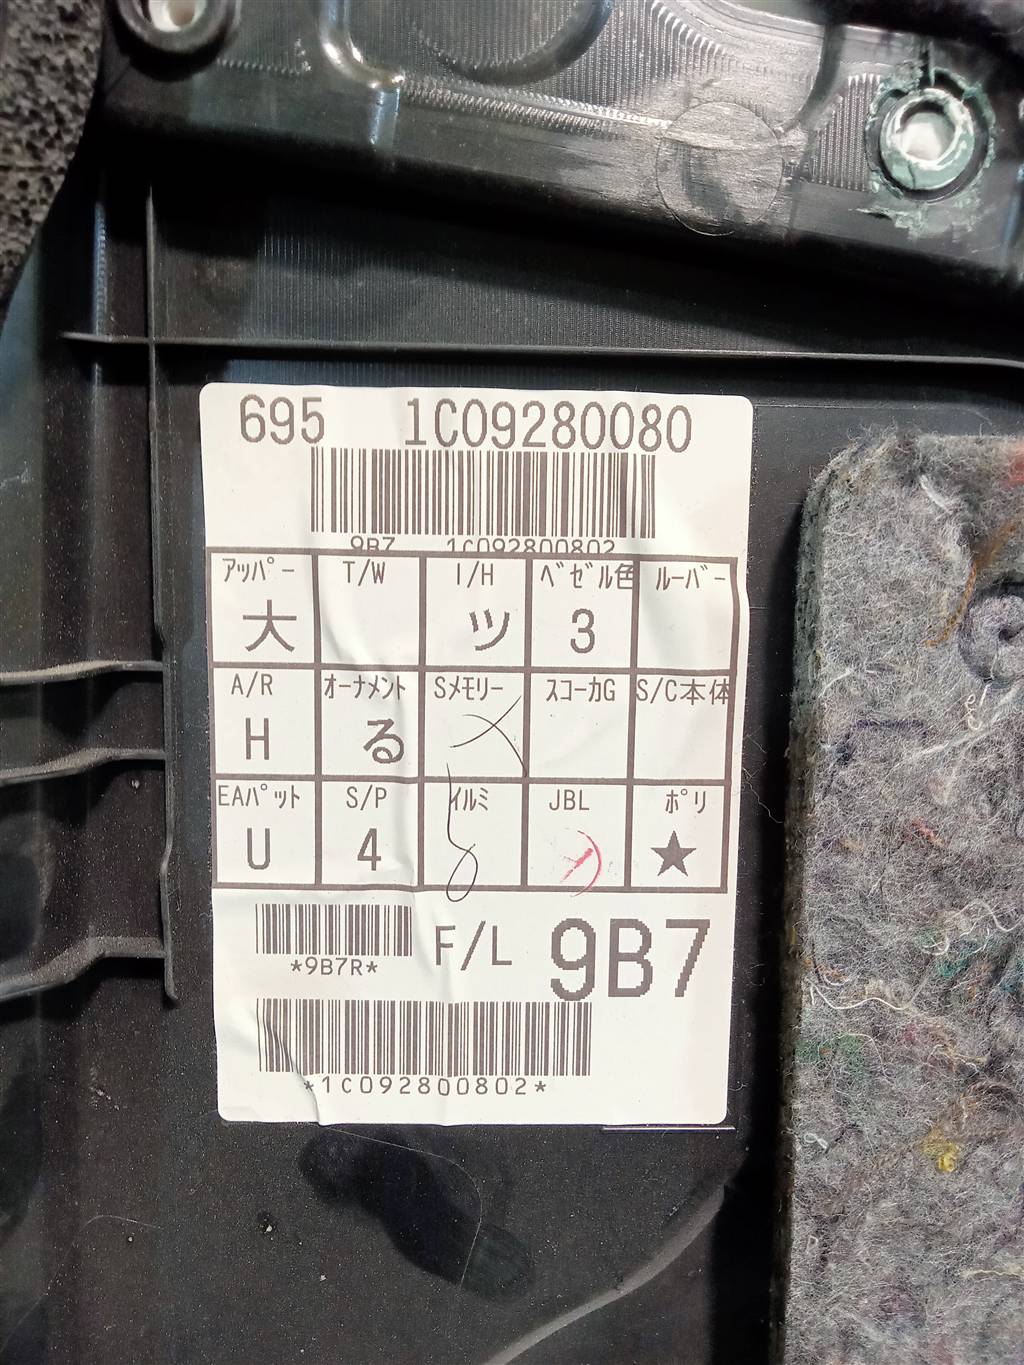 695 1C09280080
9B7 1C092800802
ｱｯﾊﾟｰ T/W I/H ﾍﾞｾﾞﾙ色 ﾙｰﾊﾞｰ
大 ツ 3
A/R ｵｰﾅﾒﾝﾄ Sﾒﾓﾘｰ ｽｺｰｶG S/C本体
H る
EAﾊﾟｯﾄ S/P ｲﾙﾐ JBL ﾎﾟﾘ
U 4 ★
*9B7R* F/L 9B7
*1C092800802*